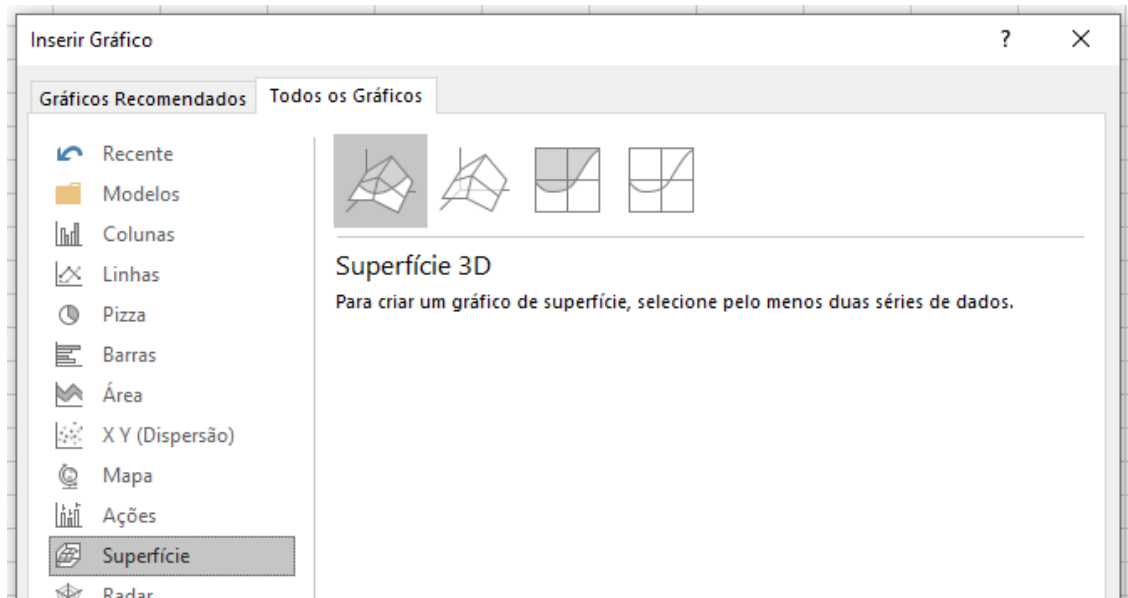 Inserir Gráfico
?
Gráficos Recomendados
Todos os Gráficos
Recente
Modelos
Colunas
Linhas
Pizza
Barras
Área
X Y (Dispersão)
Mapa
Ações
Superfície
Radar
Superfície 3D
Para criar um gráfico de superfície, selecione pelo menos duas séries de dados.